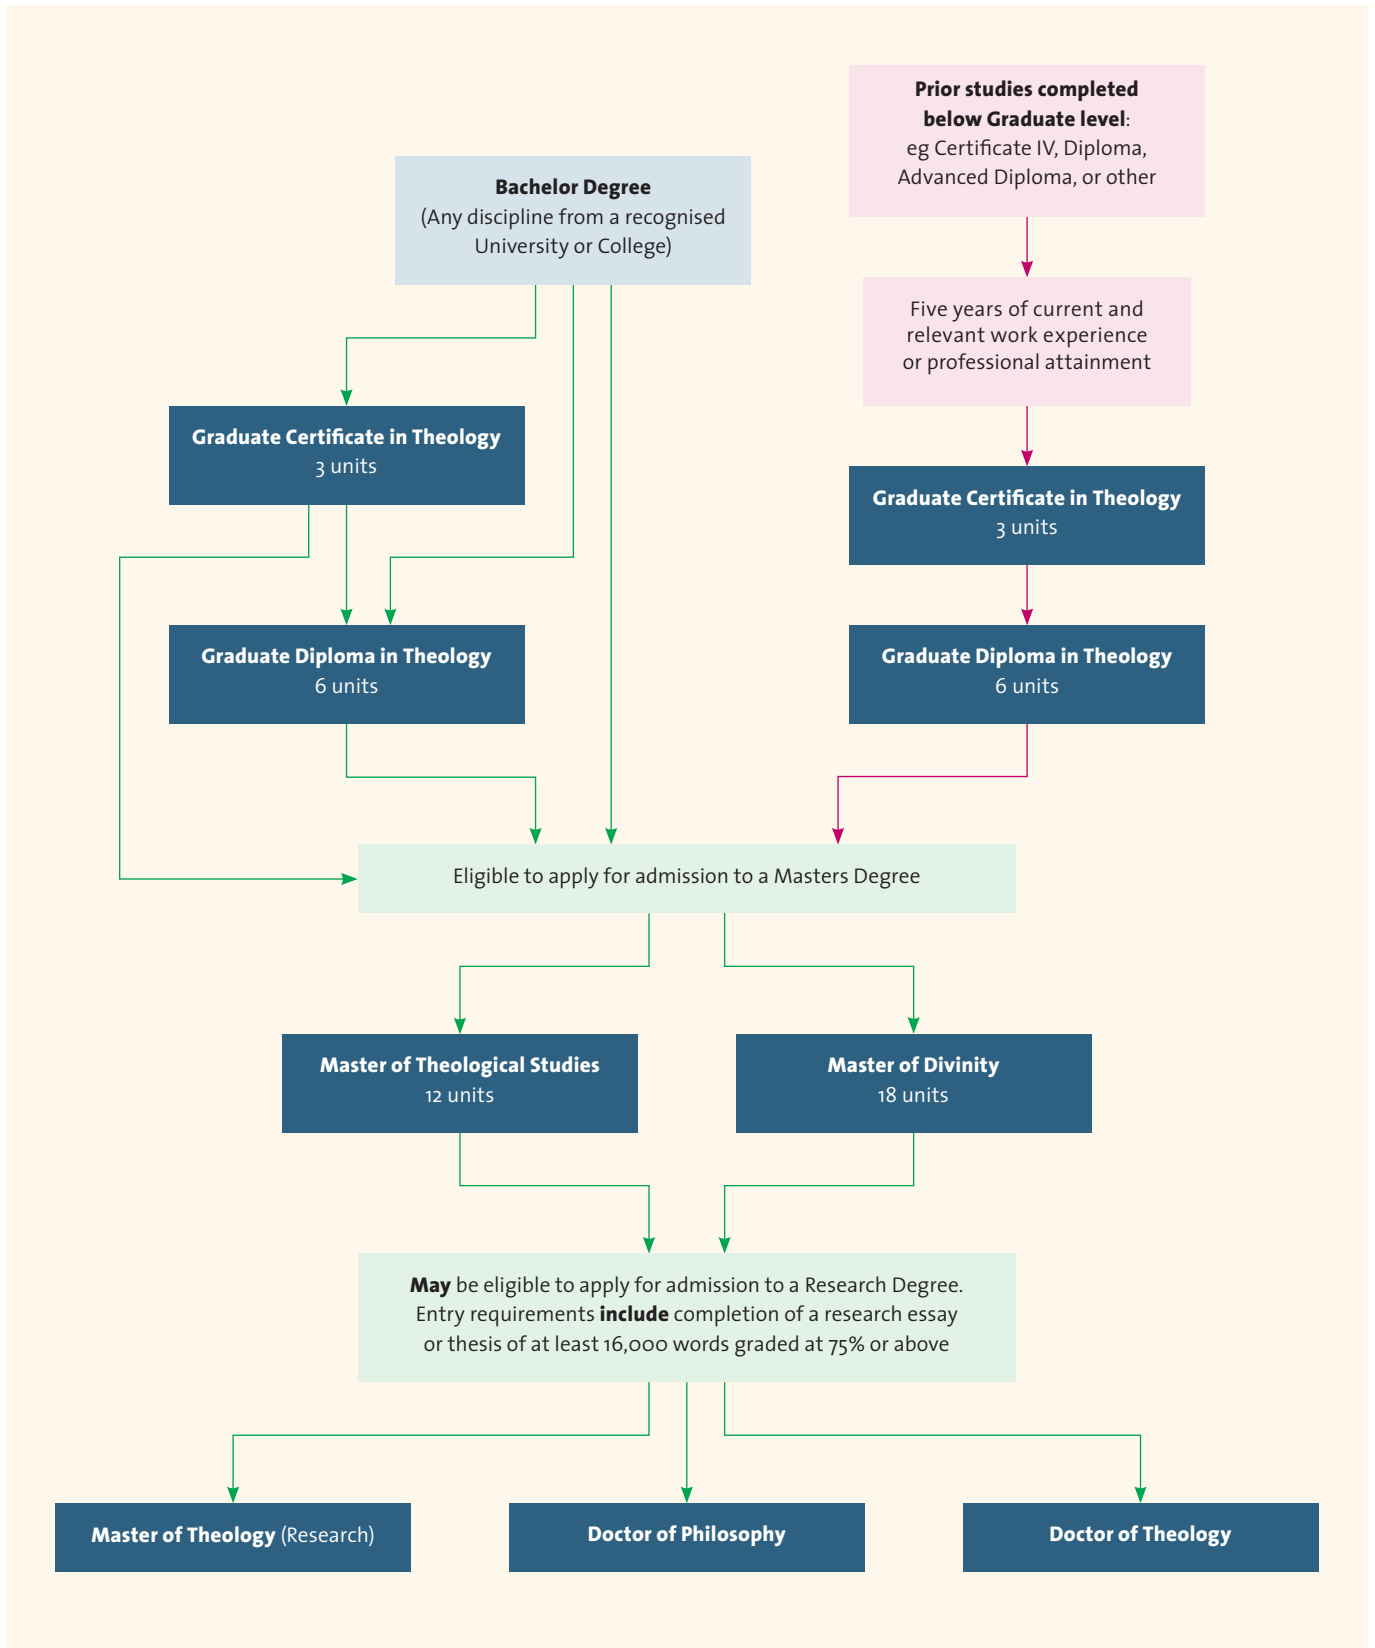 Prior studies completed
below Graduate level:
eg Certificate IV, Diploma,
Advanced Diploma, or other
Bachelor Degree
(Any discipline from a recognised
University or College)
Five years of current and
relevant work experience
or professional attainment
Graduate Certificate in Theology
3 units
Graduate Certificate in Theology
3 units
Graduate Diploma in Theology
6 units
Graduate Diploma in Theology
6 units
Eligible to apply for admission to a Masters Degree
Master of Theological Studies
12 units
Master of Divinity
18 units
May be eligible to apply for admission to a Research Degree.
Entry requirements include completion of a research essay
or thesis of at least 16,000 words graded at 75% or above
Master of Theology (Research)
Doctor of Philosophy
Doctor of Theology